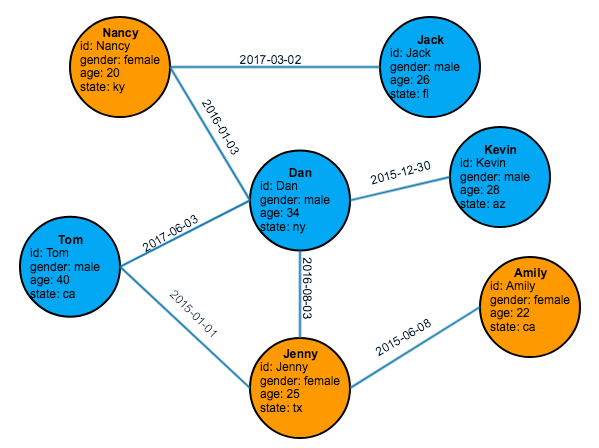 Nancy
id: Nancy
gender: female
age: 20
state: ky
2017-03-02
Jack
id: Jack
gender: male
age: 26
state: fl
2016-01-03
Dan
id: Dan
gender: male
age: 34
state: ny
2015-12-30
Kevin
id: Kevin
gender: male
age: 28
state: az
Tom
id: Tom
gender: male
age: 40
state: ca
2017-06-03
2016-08-03
2015-01-01
Jenny
id: Jenny
gender: female
age: 25
state: tx
2015-06-08
Amily
id: Amily
gender: female
age: 22
state: ca